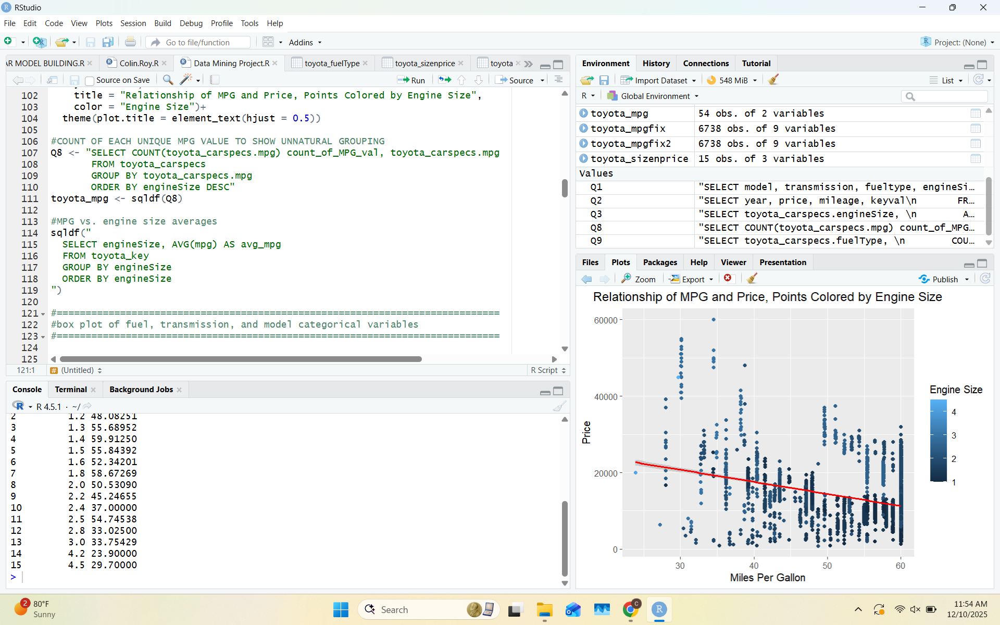 RStudio
File Edit Code View Plots Session Build Debug Profile Tools Help
Go to file/function Addins Project: (None)
AR MODEL BUILDING.R Colin.Roy.R Data Mining Project.R toyota_fuelType toyota_sizenprice toyota
Source on Save Run Source
102 title = "Relationship of MPG and Price, Points Colored by Engine Size",
103 color = "Engine Size")+
104 theme(plot.title = element_text(hjust = 0.5))
105
106 #COUNT OF EACH UNIQUE MPG VALUE TO SHOW UNNATURAL GROUPING
107 Q8 <- "SELECT COUNT(toyota_carspecs.mpg) count_of_MPG_val, toyota_carspecs.mpg
108 FROM toyota_carspecs
109 GROUP BY toyota_carspecs.mpg
110 ORDER BY engineSize DESC"
111 toyota_mpg <- sqldf(Q8)
112
113 #MPG vs. engine size averages
114 sqldf("
115 SELECT engineSize, AVG(mpg) AS avg_mpg
116 FROM toyota_key
117 GROUP BY engineSize
118 ORDER BY engineSize
119 ")
120
121 #=============================================================================
122 #box plot of fuel, transmission, and model categorical variables
123 #=============================================================================
124
125
121:1 # (Untitled) R Script
Console Terminal Background Jobs
R 4.5.1 · ~/
2 1.2 48.08251
3 1.3 55.68952
4 1.4 59.91250
5 1.5 55.84392
6 1.6 52.34201
7 1.8 58.67269
8 2.0 50.53090
9 2.2 45.24655
10 2.4 37.00000
11 2.5 54.74538
12 2.8 33.02500
13 3.0 33.75429
14 4.2 23.90000
15 4.5 29.70000
>
Environment History Connections Tutorial
Import Dataset 548 MiB List
R Global Environment
toyota_mpg 54 obs. of 2 variables
toyota_mpgfix 6738 obs. of 9 variables
toyota_mpgfix2 6738 obs. of 9 variables
toyota_sizenprice 15 obs. of 3 variables
Values
Q1 "SELECT model, transmission, fueltype, engineSi…
Q2 "SELECT year, price, mileage, keyval\n FR…
Q3 "SELECT toyota_carspecs.engineSize, \n A…
Q8 "SELECT COUNT(toyota_carspecs.mpg) count_of_MPG…
Q9 "SELECT toyota_carspecs.fuelType, \n COU…
Files Plots Packages Help Viewer Presentation
Zoom Export Publish
Relationship of MPG and Price, Points Colored by Engine Size
60000
40000
20000
0
Price
30 40 50 60
Miles Per Gallon
Engine Size
4
3
2
1
2 80°F
Sunny
Search
C
R
11:54 AM
12/10/2025